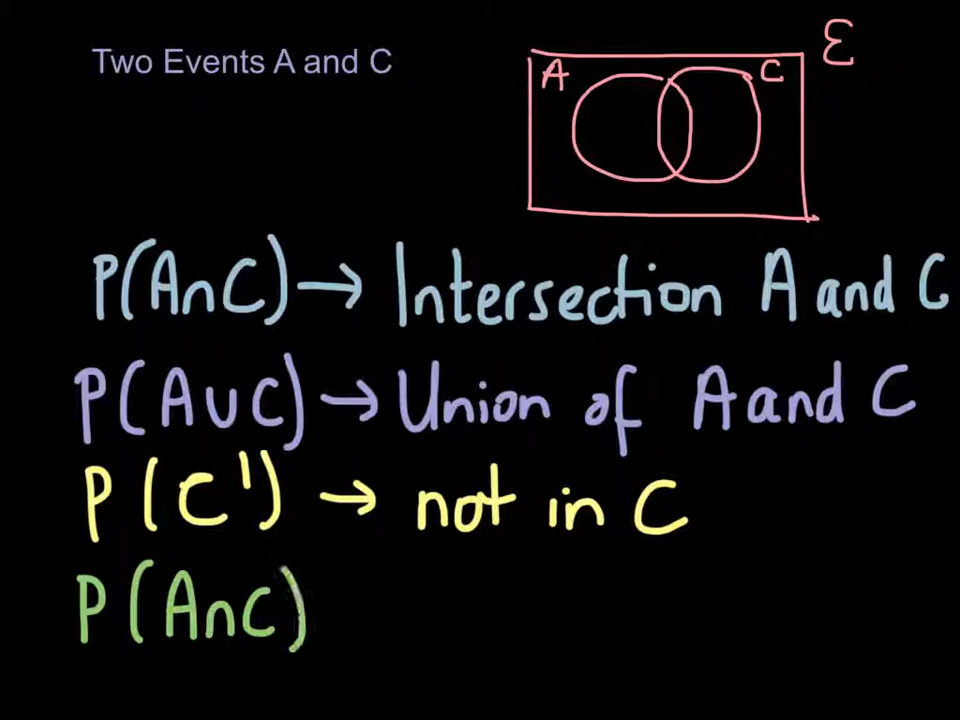 Two Events A and C
ε
A C
P(A∩C) → Intersection A and C
P(A∪C) → Union of A and C
P(C') → not in C
P(A∩C)